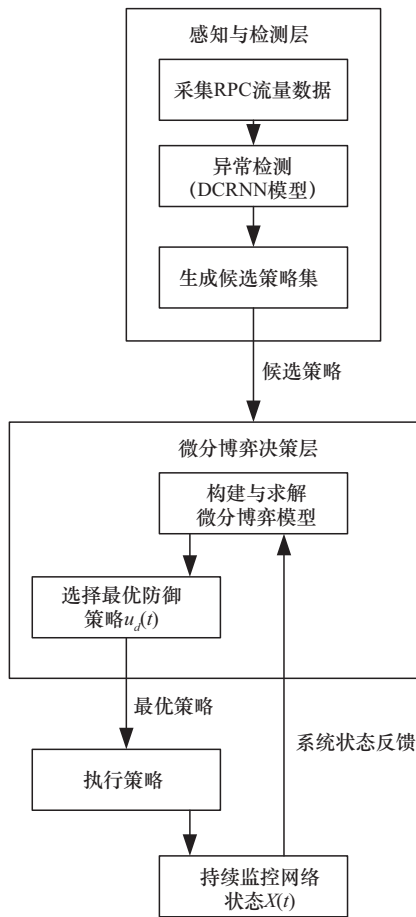 感知与检测层
采集RPC流量数据
异常检测
(DCRNN模型)
生成候选策略集
候选策略
微分博弈决策层
构建与求解
微分博弈模型
选择最优防御
策略u_d(t)
最优策略
系统状态反馈
执行策略
持续监控网络
状态X(t)